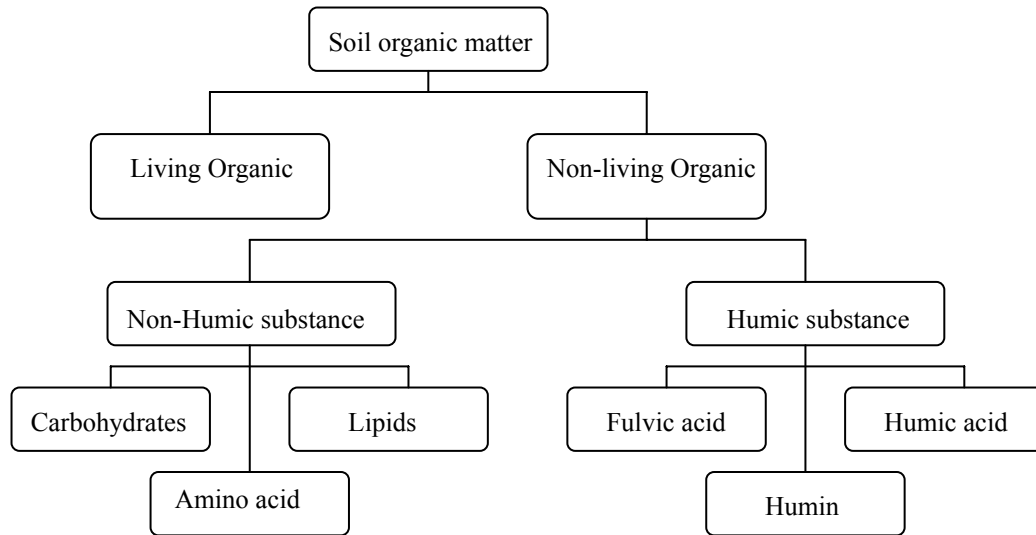 Soil organic matter
Living Organic
Non-living Organic
Non-Humic substance
Humic substance
Carbohydrates
Lipids
Fulvic acid
Humic acid
Amino acid
Humin